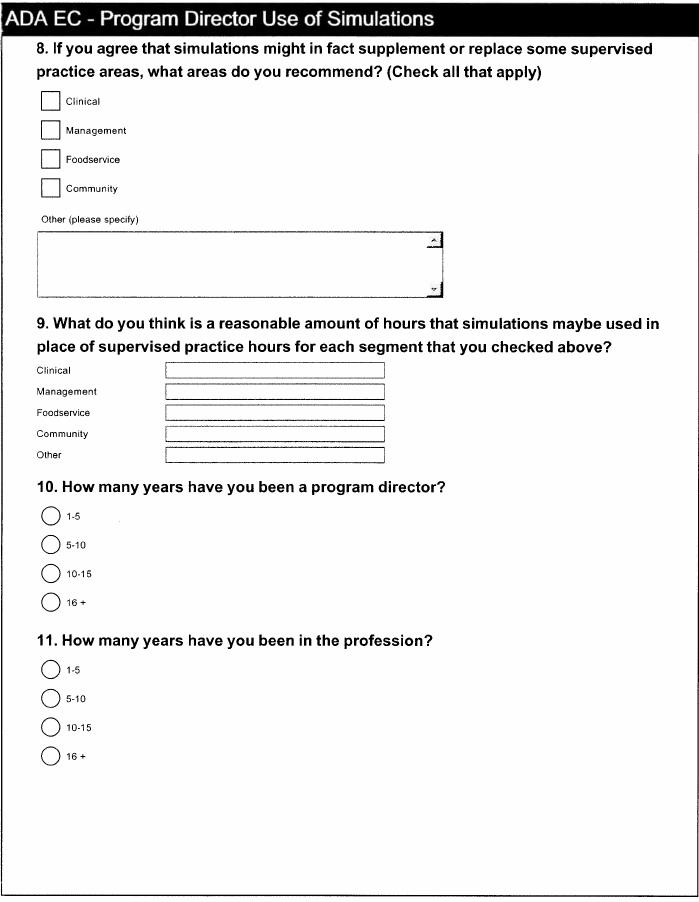 ADA EC - Program Director Use of Simulations
8. If you agree that simulations might in fact supplement or replace some supervised
practice areas, what areas do you recommend? (Check all that apply)
Clinical
Management
Foodservice
Community
Other (please specify)
9. What do you think is a reasonable amount of hours that simulations maybe used in
place of supervised practice hours for each segment that you checked above?
Clinical
Management
Foodservice
Community
Other
10. How many years have you been a program director?
1-5
5-10
10-15
16 +
11. How many years have you been in the profession?
1-5
5-10
10-15
16 +